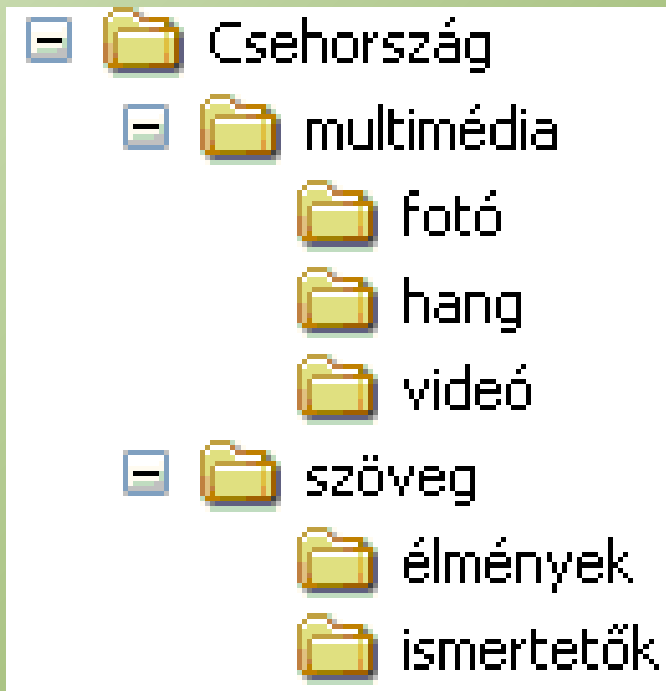 Csehország
multimédia
fotó
hang
videó
szöveg
élmények
ismertetők